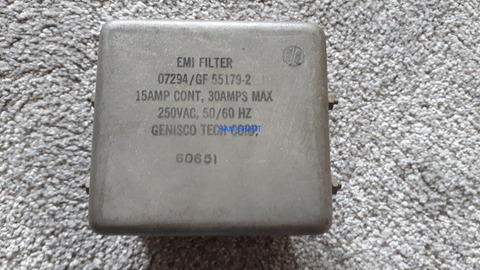 EMI FILTER
07294/GF 55179-2
15AMP CONT, 30AMPS MAX
250VAC, 50/60 HZ
GENISCO TECH CORP.
60651